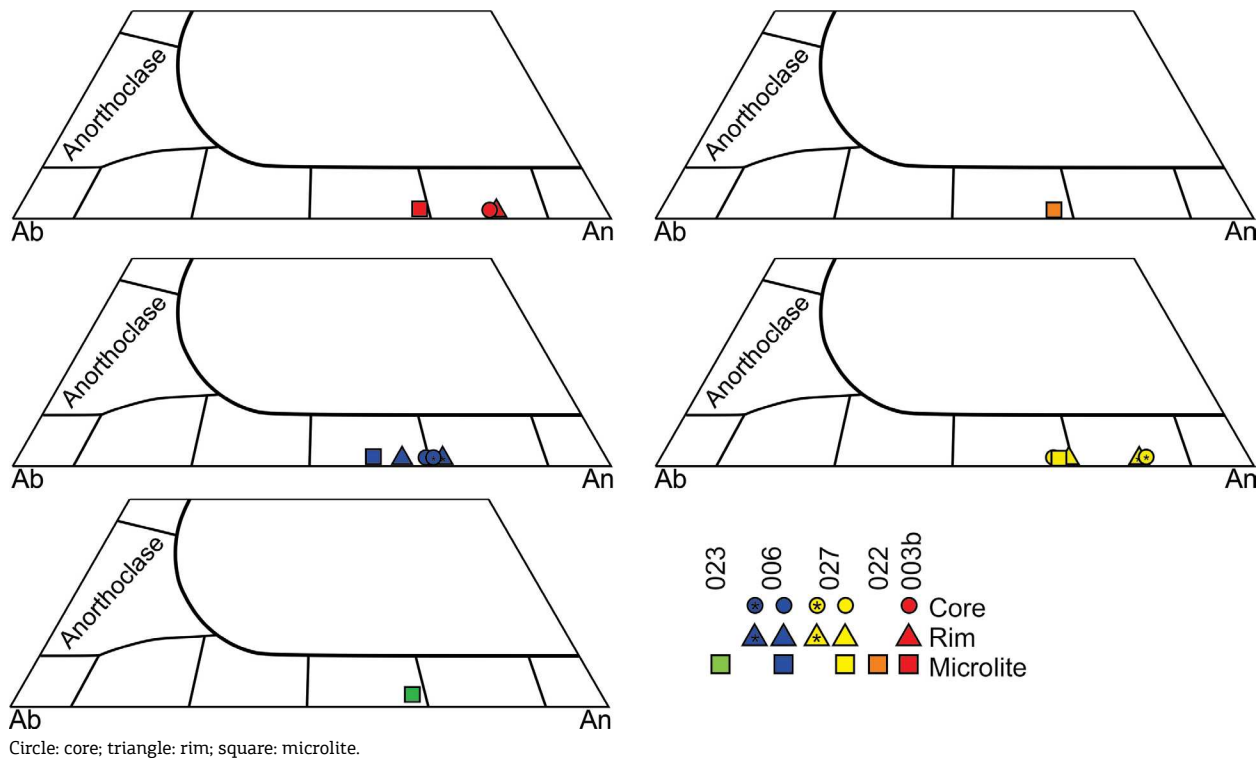 Anorthoclase
Ab An
Anorthoclase
Ab An
Anorthoclase
Ab An
Anorthoclase
Ab An
Anorthoclase
Ab An
023 006 027 022 003b
* * Core
* * Rim
Microlite
Circle: core; triangle: rim; square: microlite.